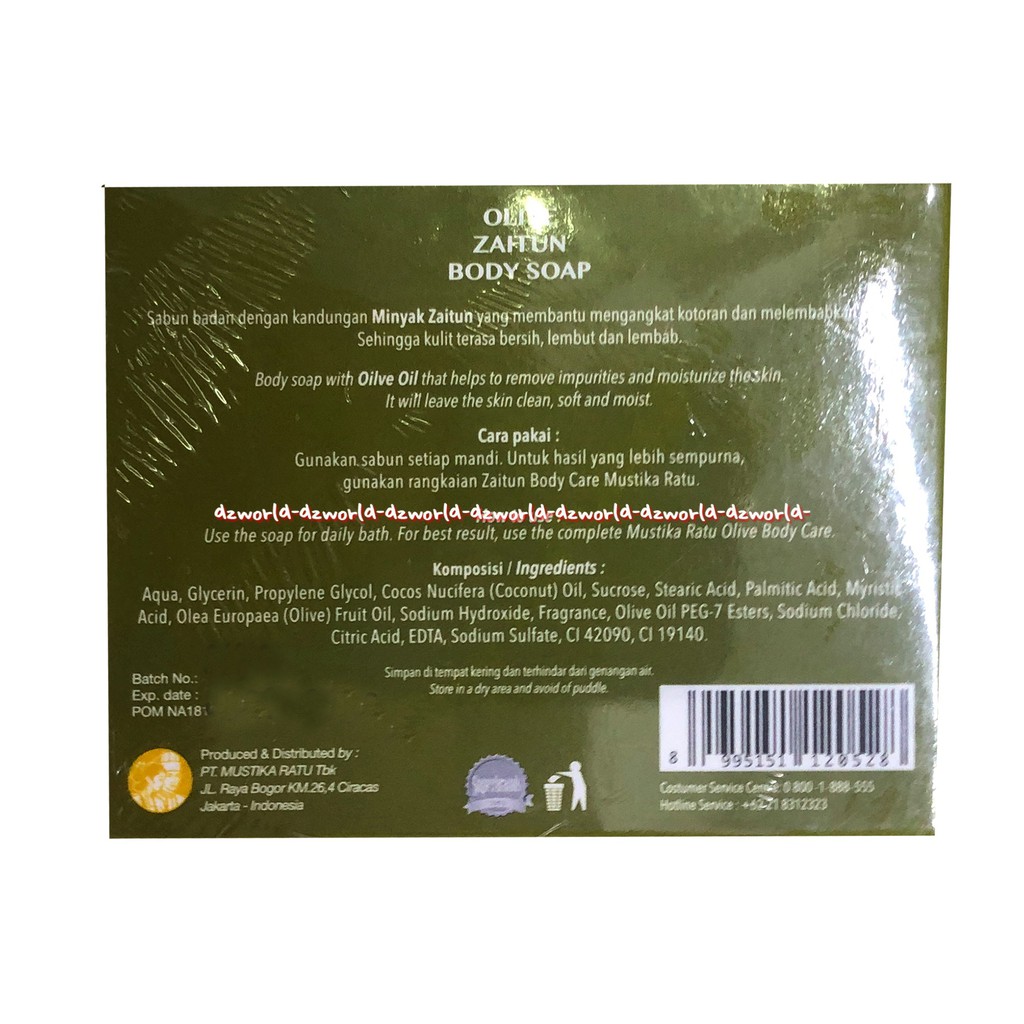 OLIVE
ZAITUN
BODY SOAP
Sabun badan dengan kandungan Minyak Zaitun yang membantu mengangkat kotoran dan
Sehingga kulit terasa bersih, lembut dan lembab.
Body soap with Oilve Oil that helps to remove impurities and moisturize the skin.
It will leave the skin clean, soft and moist.
Cara pakai :
Gunakan sabun setiap mandi. Untuk hasil yang lebih sempurna,
gunakan rangkaian Zaitun Body Care Mustika Ratu.
dzworld-dzworld-dzworld-dzworld-dzworld-dzworld-dzworld-
How to use :
Use the soap for daily bath. For best result, use the complete Mustika Ratu Olive Body Care.
Komposisi / Ingredients :
Aqua, Glycerin, Propylene Glycol, Cocos Nucifera (Coconut) Oil, Sucrose, Stearic Acid, Palmitic Acid, Myristic
Acid, Olea Europaea (Olive) Fruit Oil, Sodium Hydroxide, Fragrance, Olive Oil PEG-7 Esters, Sodium Chloride,
Citric Acid, EDTA, Sodium Sulfate, CI 42090, CI 19140.
Simpan di tempat kering dan terhindar dari genangan air.
Store in a dry area and avoid of puddle.
Batch No.:
Exp. date :
POM NA181
Produced & Distributed by :
PT. MUSTIKA RATU Tbk
JL. Raya Bogor KM.26,4 Ciracas
Jakarta - Indonesia
8 995151 120528
Costumer Service Center: 0 800 -1- 888- 555
Hotline Service : +62-21 8312323